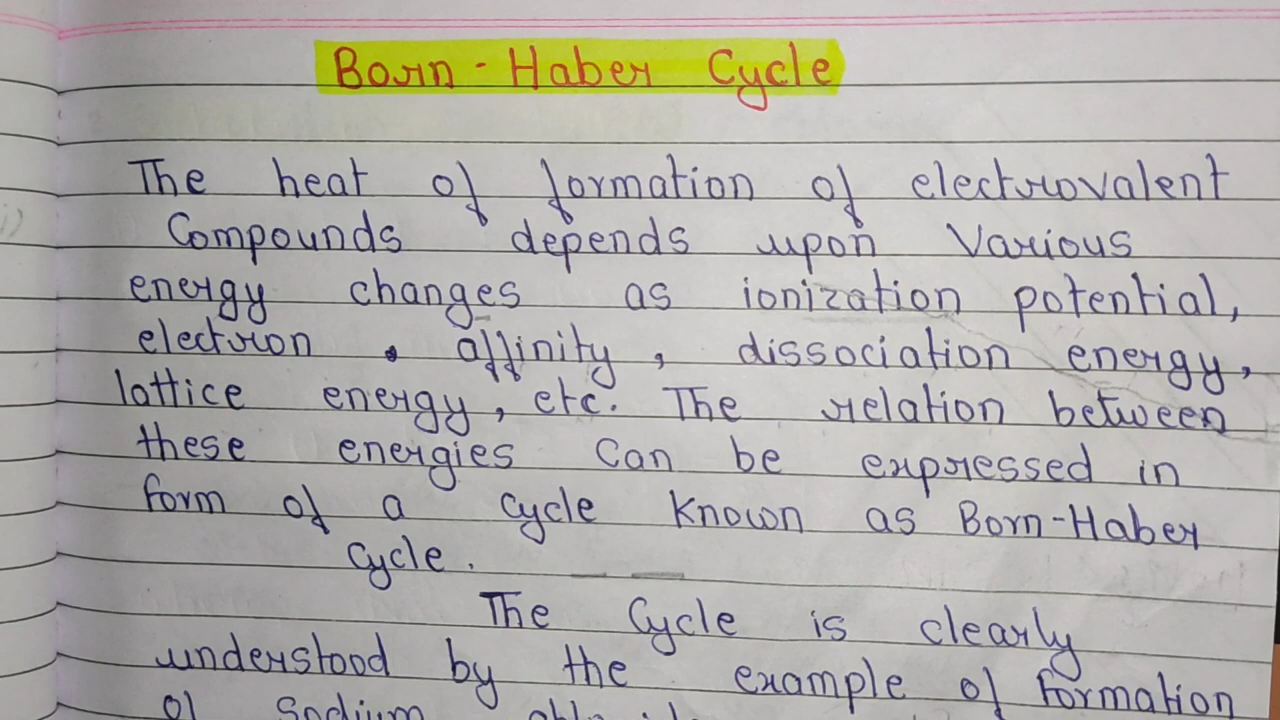 Born - Haber Cycle
The heat of formation of electrovalent
Compounds depends upon Various
energy changes as ionization potential,
electron affinity, dissociation energy,
lattice energy, etc. The relation between
these energies Can be expressed in
form of a cycle known as Born-Haber
cycle.
The Cycle is clearly
understood by the example of formation
of Sodium